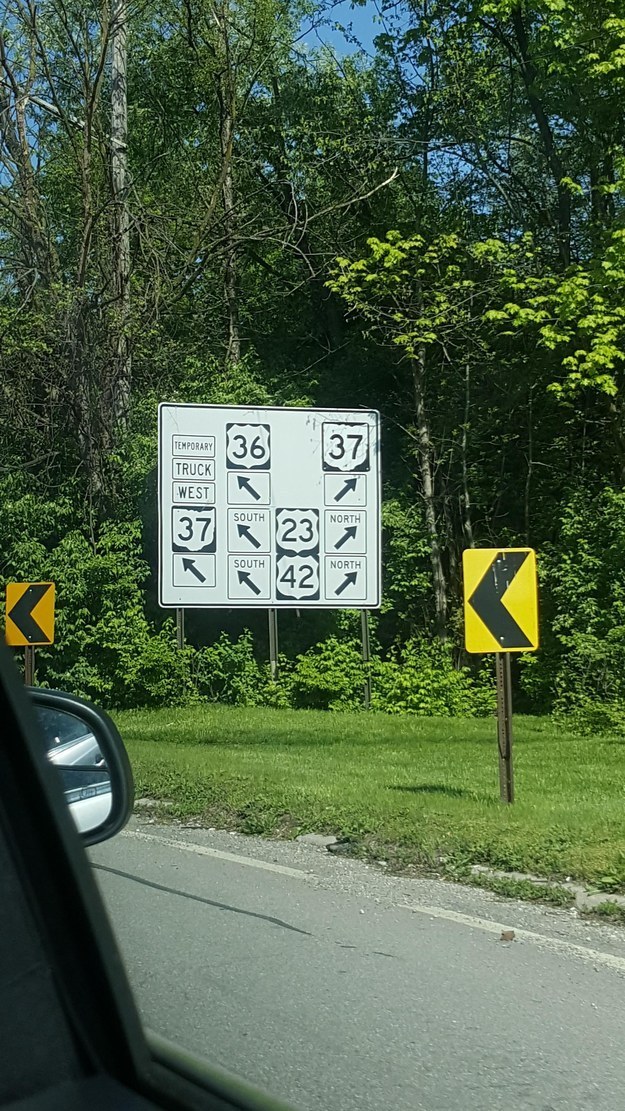 TEMPORARY
TRUCK
WEST
37
36
SOUTH
SOUTH
23
42
37
NORTH
NORTH